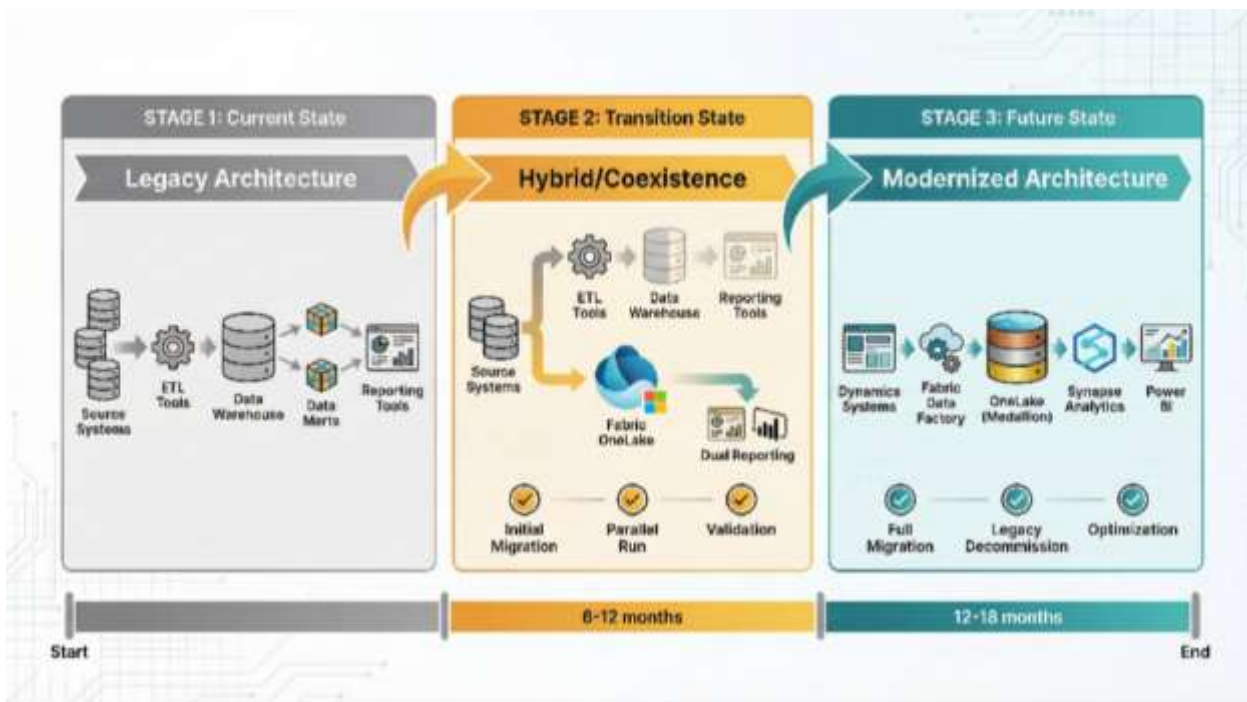 STAGE 1: Current State
Legacy Architecture
Source
Systems
ETL
Tools
Data
Warehouse
Data
Marts
Reporting
Tools
STAGE 2: Transition State
Hybrid/Coexistence
Source
Systems
ETL
Tools
Data
Warehouse
Reporting
Tools
Fabric
OneLake
Dual Reporting
Initial
Migration
Parallel
Run
Validation
STAGE 3: Future State
Modernized Architecture
Dynamics
Systems
Fabric
Data
Factory
OneLake
(Medallion)
Synapse
Analytics
Power
BI
Full
Migration
Legacy
Decommission
Optimization
Start
6-12 months
12-18 months
End